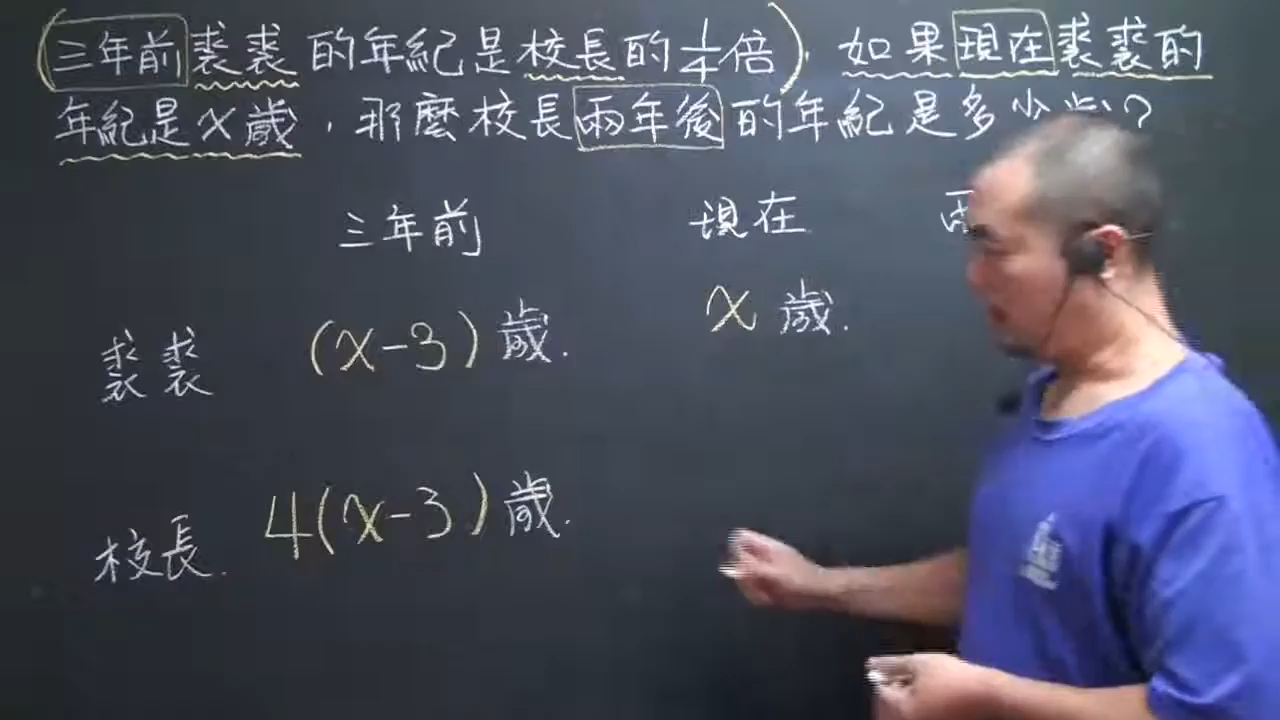 (三年前裘裘的年紀是校長的1/4倍)．如果現在裘裘的
年紀是x歲，那麼校長兩年後的年紀是多少歲？
三年前 現在 兩
裘裘 (x-3)歲. x歲.
校長. 4(x-3)歲.